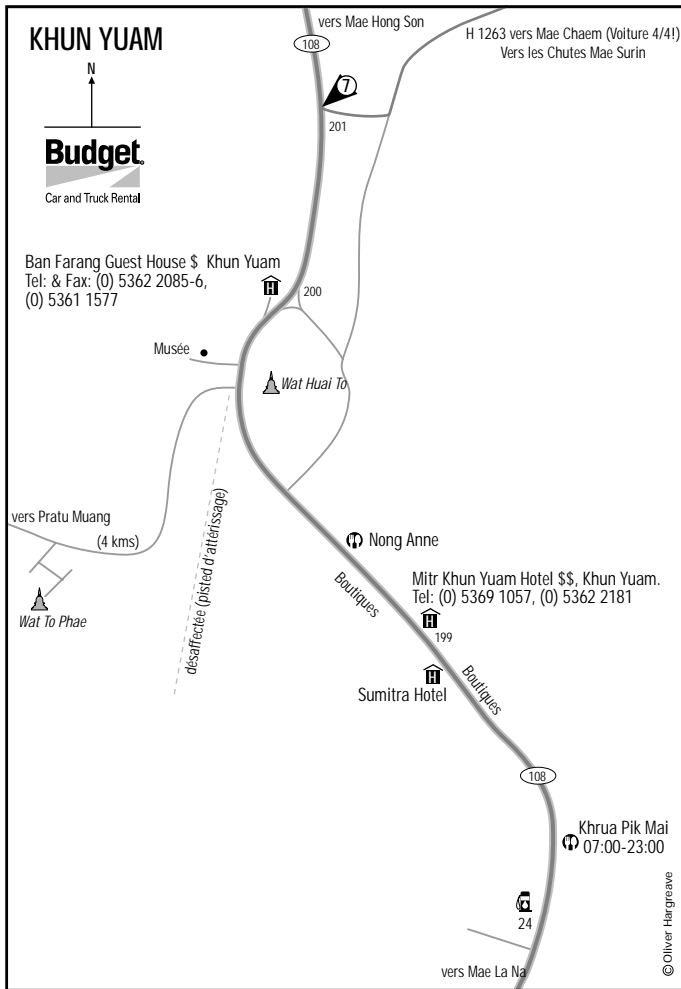 KHUN YUAM
vers Mae Hong Son
108
H 1263 vers Mae Chaem (Voiture 4/4!)
Vers les Chutes Mae Surin
N
7
201
Budget
Car and Truck Rental
Ban Farang Guest House $ Khun Yuam
Tel: & Fax: (0) 5362 2085-6,
(0) 5361 1577
H
200
Musée
Wat Huai To
désaffectée (pisted d'attérissage)
vers Pratu Muang
(4 kms)
Wat To Phae
Nong Anne
Boutiques
Mitr Khun Yuam Hotel $$, Khun Yuam.
Tel: (0) 5369 1057, (0) 5362 2181
H
199
H
Sumitra Hotel
Boutiques
108
Khrua Pik Mai
07:00-23:00
24
vers Mae La Na
© Oliver Hargreave